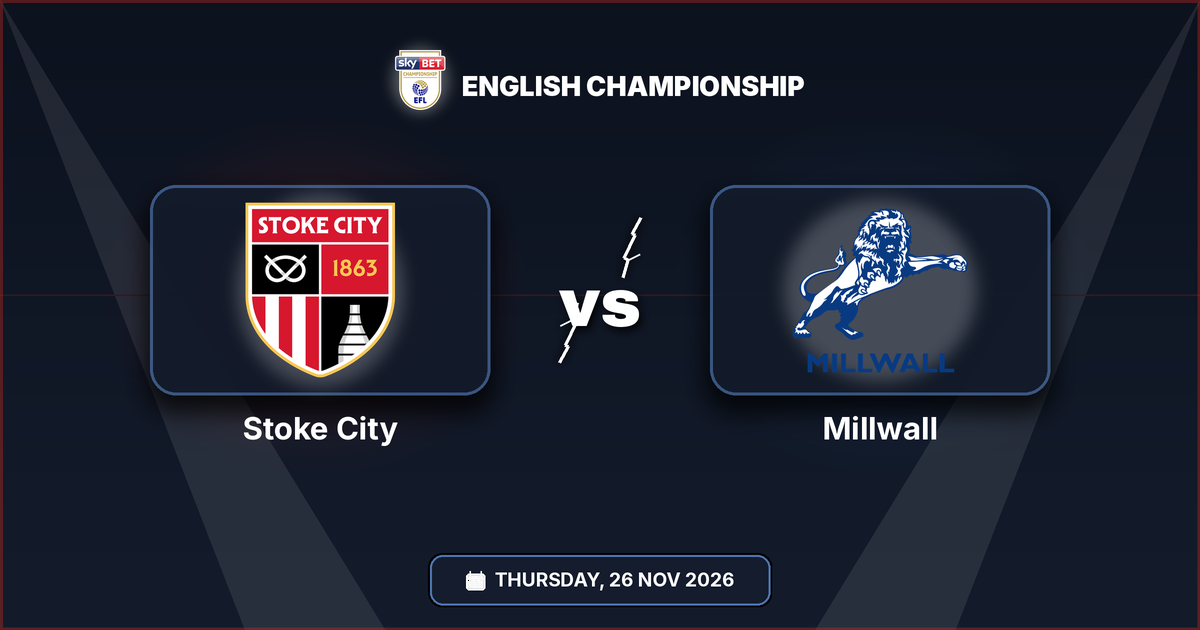 sky BET
CHAMPIONSHIP
EFL
ENGLISH CHAMPIONSHIP
STOKE CITY
1863
VS
MILLWALL
Stoke City
Millwall
THURSDAY, 26 NOV 2026